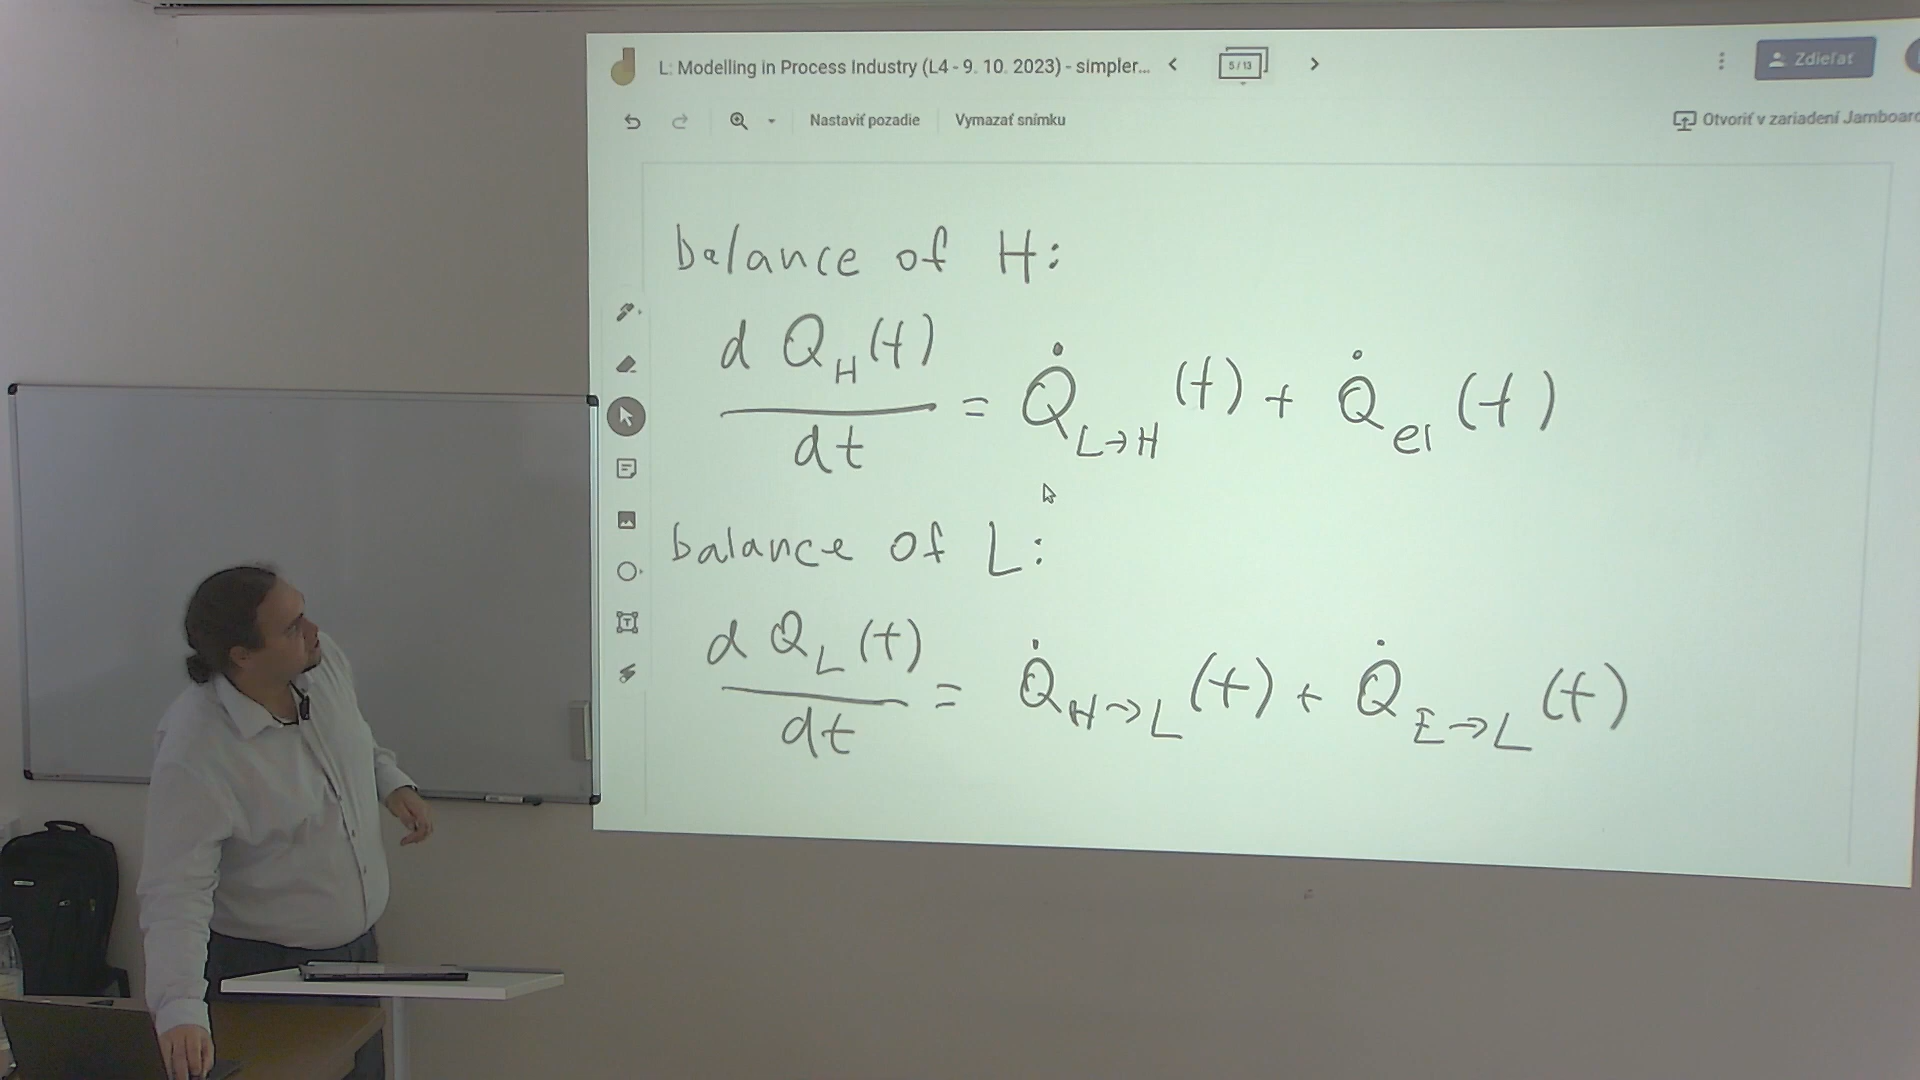 L: Modelling in Process Industry (L4 - 9. 10. 2023) - simpler...
5 / 13
Zdieľať
Nastaviť pozadie
Vymazať snímku
Otvoriť v zariadení Jamboard
balance of H:
d Q_H(t) / dt = Q̇_L→H (t) + Q̇_el (t)
balance of L:
d Q_L(t) / dt = Q̇_H→L (t) + Q̇_E→L (t)